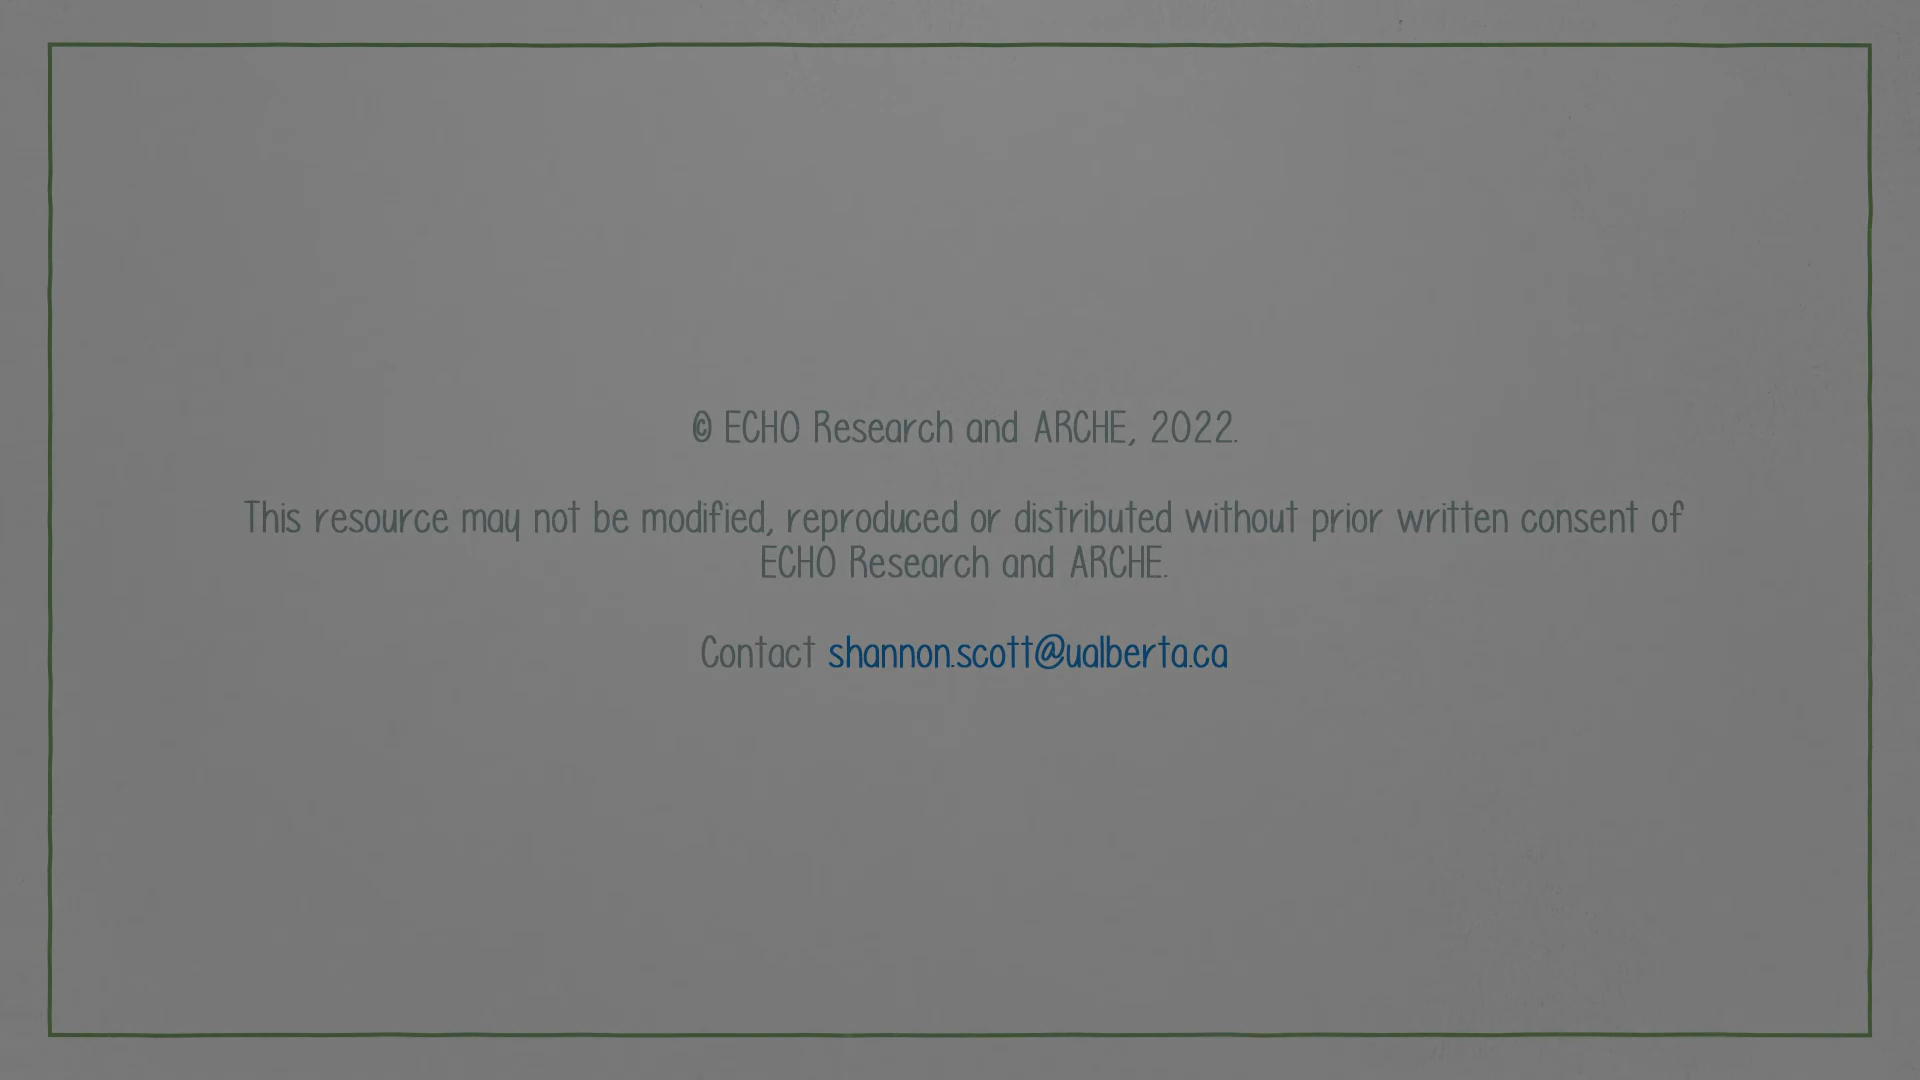 © ECHO Research and ARCHE, 2022.
This resource may not be modified, reproduced or distributed without prior written consent of
ECHO Research and ARCHE.
Contact shannon.scott@ualberta.ca